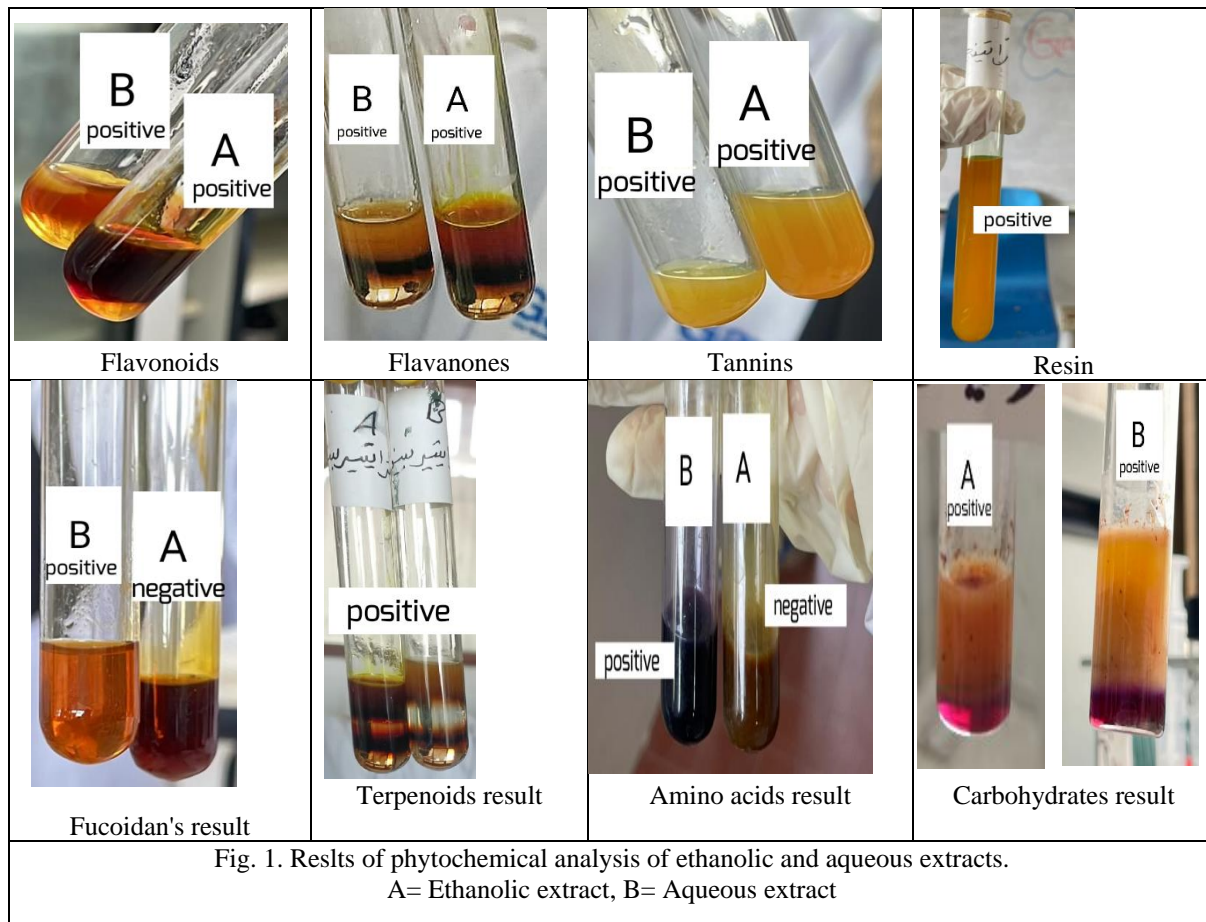 B
positive
A
positive
Flavonoids
B
positive
A
positive
Flavanones
B
positive
A
positive
Tannins
راتينج
positive
Resin
B
positive
A
negative
Fucoidan's result
A
B
positive
Terpenoids result
B
A
positive
negative
Amino acids result
A
positive
B
positive
Carbohydrates result
Fig. 1. Reslts of phytochemical analysis of ethanolic and aqueous extracts.
A= Ethanolic extract, B= Aqueous extract